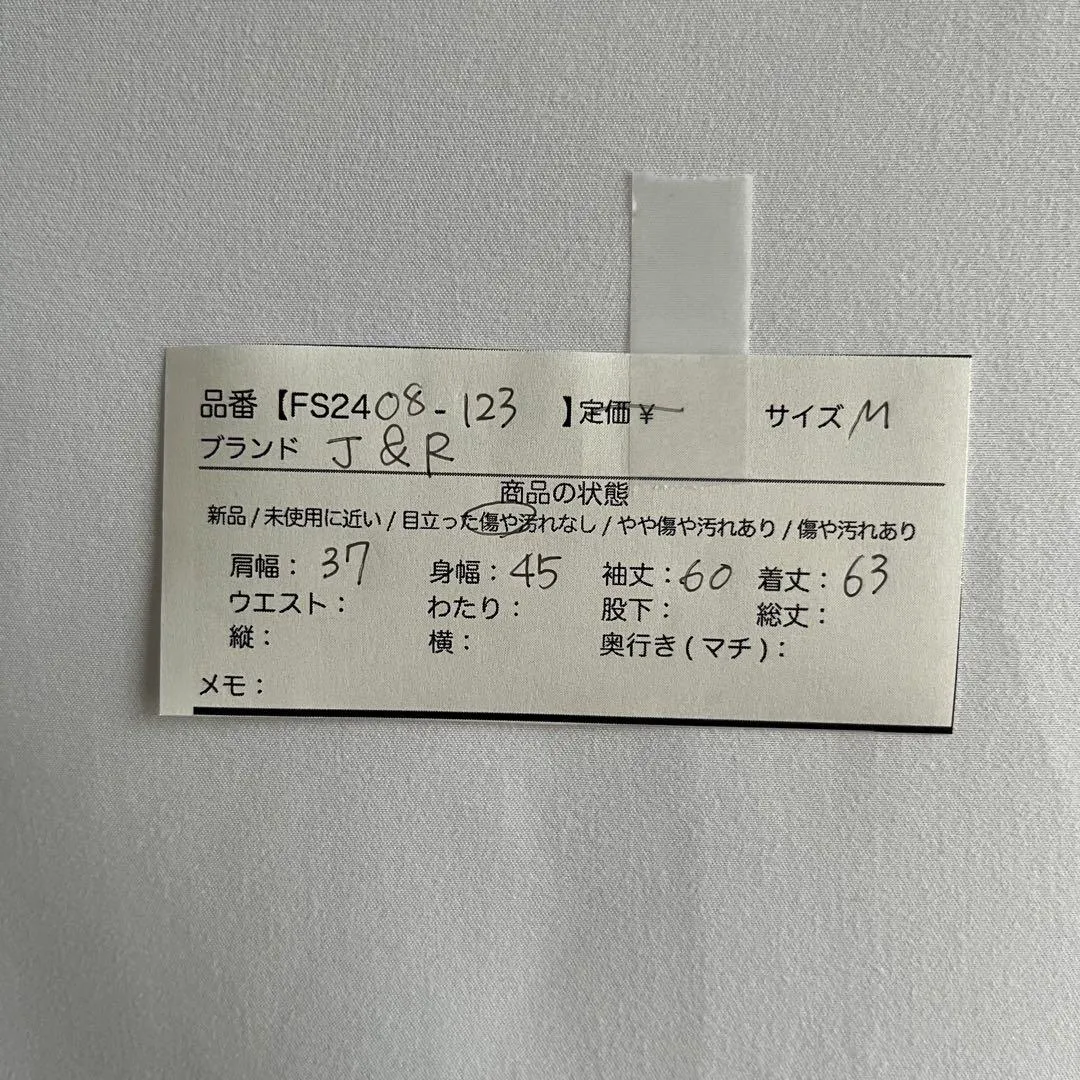 品番【FS2408-123 】定価¥ サイズM
ブランド J&R
商品の状態
新品/未使用に近い/目立った傷や汚れなし/やや傷や汚れあり/傷や汚れあり
肩幅：37 身幅：45 袖丈：60 着丈：63
ウエスト： わたり： 股下： 総丈：
縦： 横： 奥行き(マチ)：
メモ：